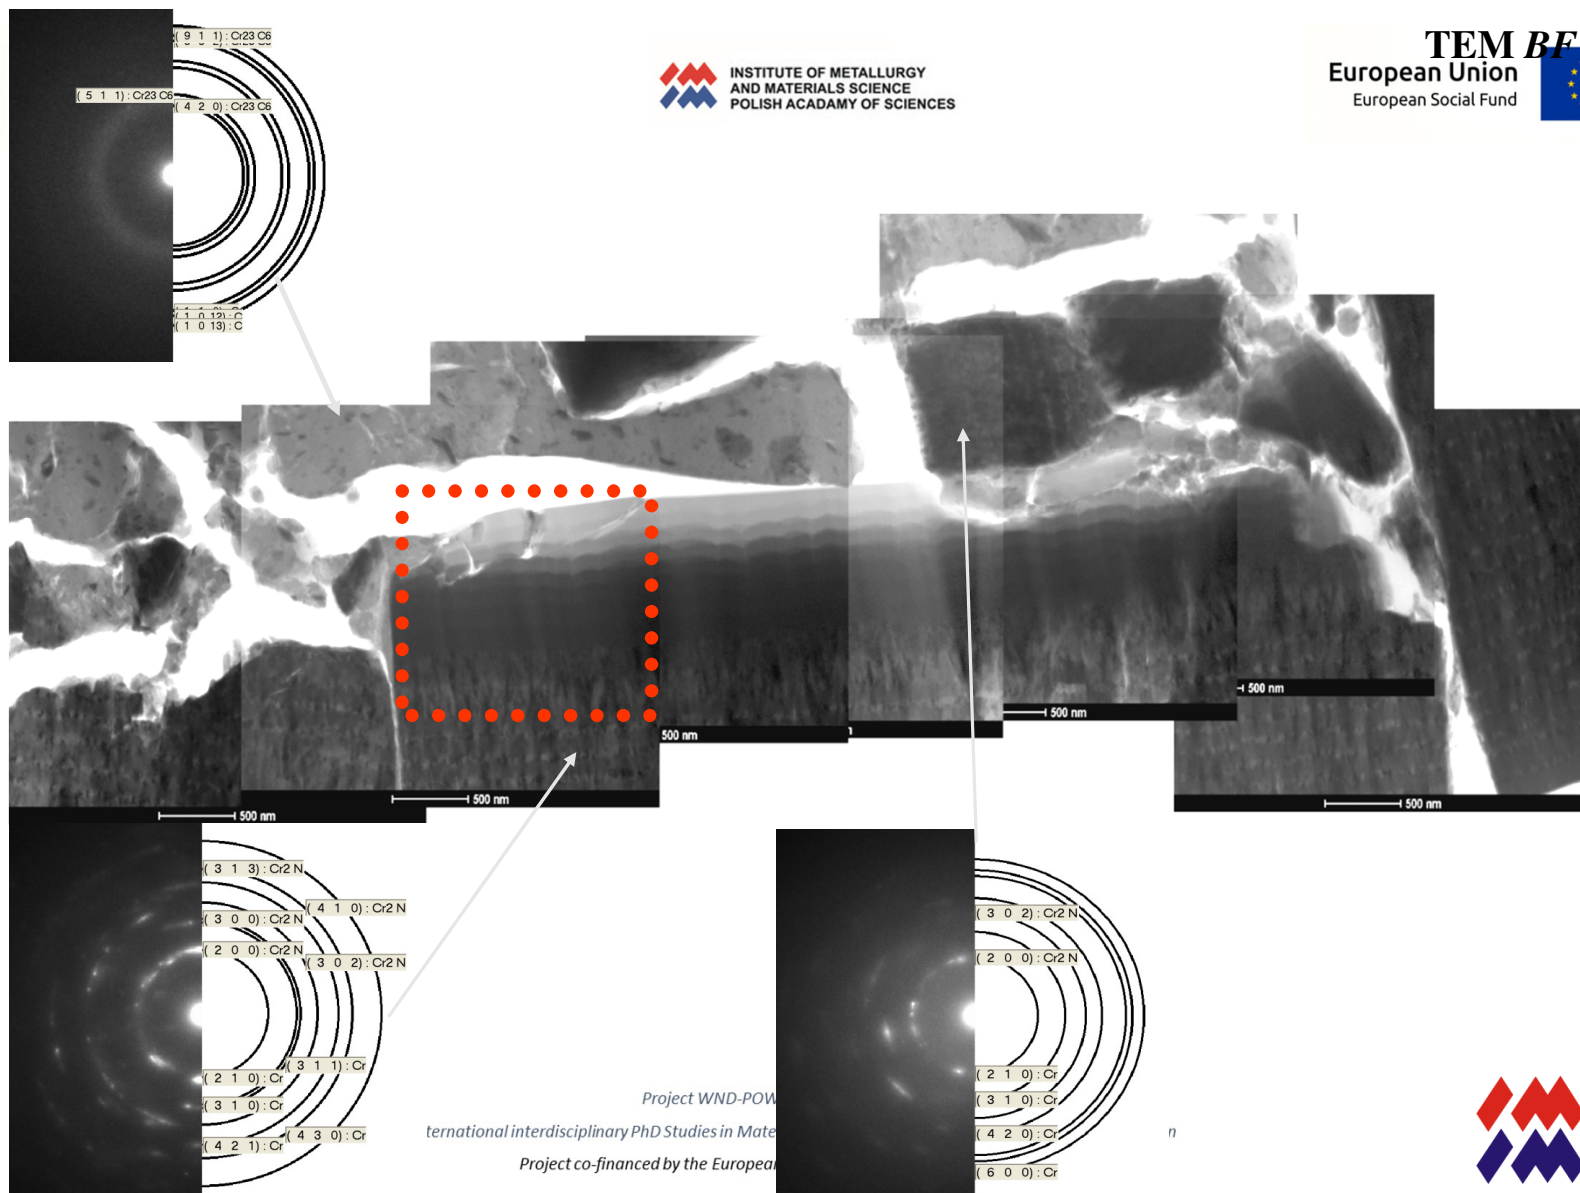 ( 9 1 1) : Cr23 C6
( 5 1 1) : Cr23 C6
( 4 2 0) : Cr23 C6
( 1 0 12) : C
( 1 0 13) : C
INSTITUTE OF METALLURGY
AND MATERIALS SCIENCE
POLISH ACADAMY OF SCIENCES
TEM BF
European Union
European Social Fund
500 nm
500 nm
500 nm
500 nm
500 nm
500 nm
( 3 1 3) : Cr2 N
( 4 1 0) : Cr2 N
( 3 0 0) : Cr2 N
( 2 0 0) : Cr2 N
( 3 0 2) : Cr2 N
( 3 1 1) : Cr
( 2 1 0) : Cr
( 3 1 0) : Cr
( 4 3 0) : Cr
( 4 2 1) : Cr
( 3 0 2) : Cr2 N
( 2 0 0) : Cr2 N
( 2 1 0) : Cr
( 3 1 0) : Cr
( 4 2 0) : Cr
( 6 0 0) : Cr
Project WND-POW
ternational interdisciplinary PhD Studies in Mate n
Project co-financed by the European